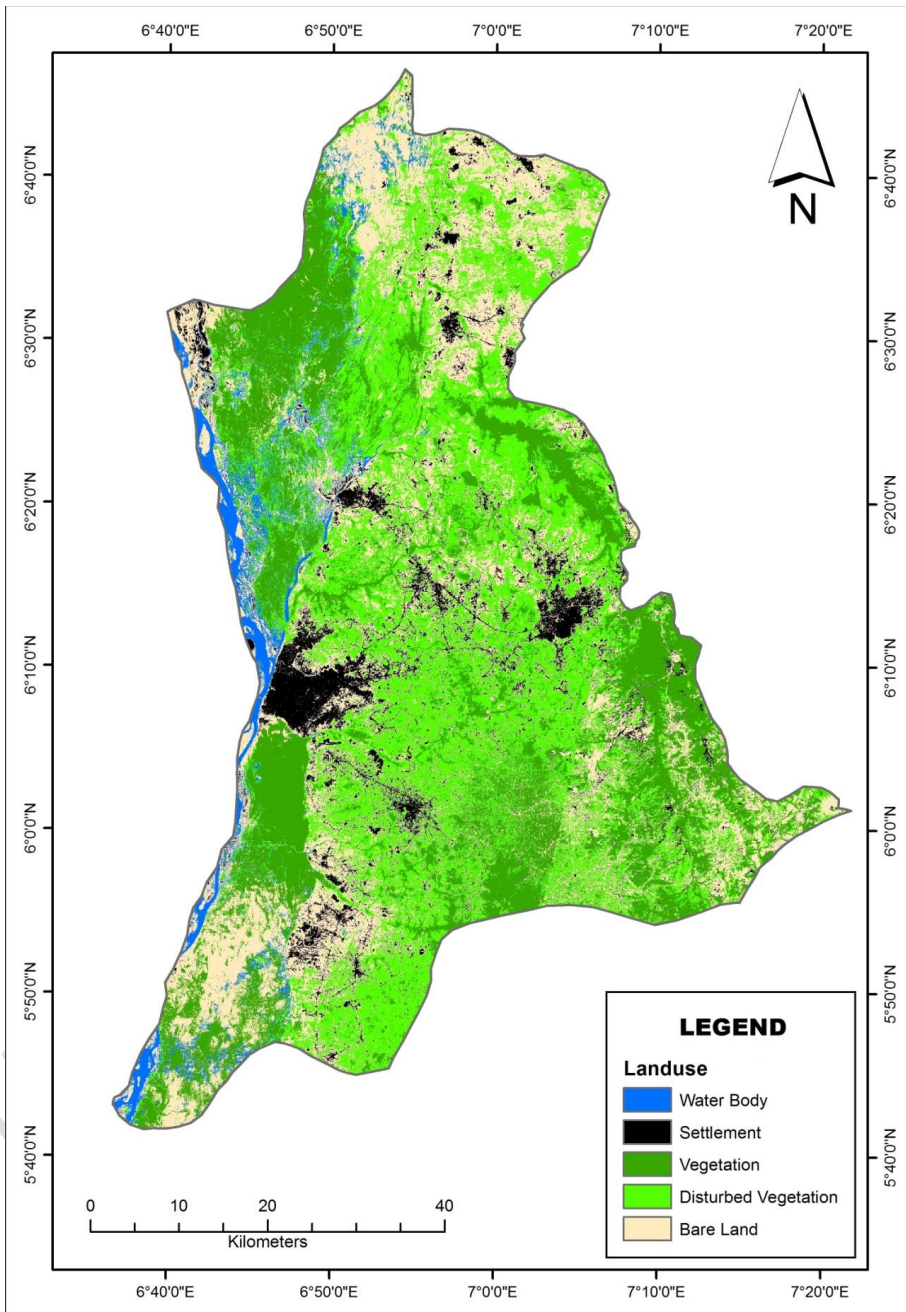 6°40'0"E 6°50'0"E 7°0'0"E 7°10'0"E 7°20'0"E
N
6°40'0"N 6°40'0"N
6°30'0"N 6°30'0"N
6°20'0"N 6°20'0"N
6°10'0"N 6°10'0"N
6°0'0"N 6°0'0"N
5°50'0"N 5°50'0"N
5°40'0"N 5°40'0"N
LEGEND
Landuse
Water Body
Settlement
Vegetation
Disturbed Vegetation
Bare Land
0 10 20 40
Kilometers
6°40'0"E 6°50'0"E 7°0'0"E 7°10'0"E 7°20'0"E